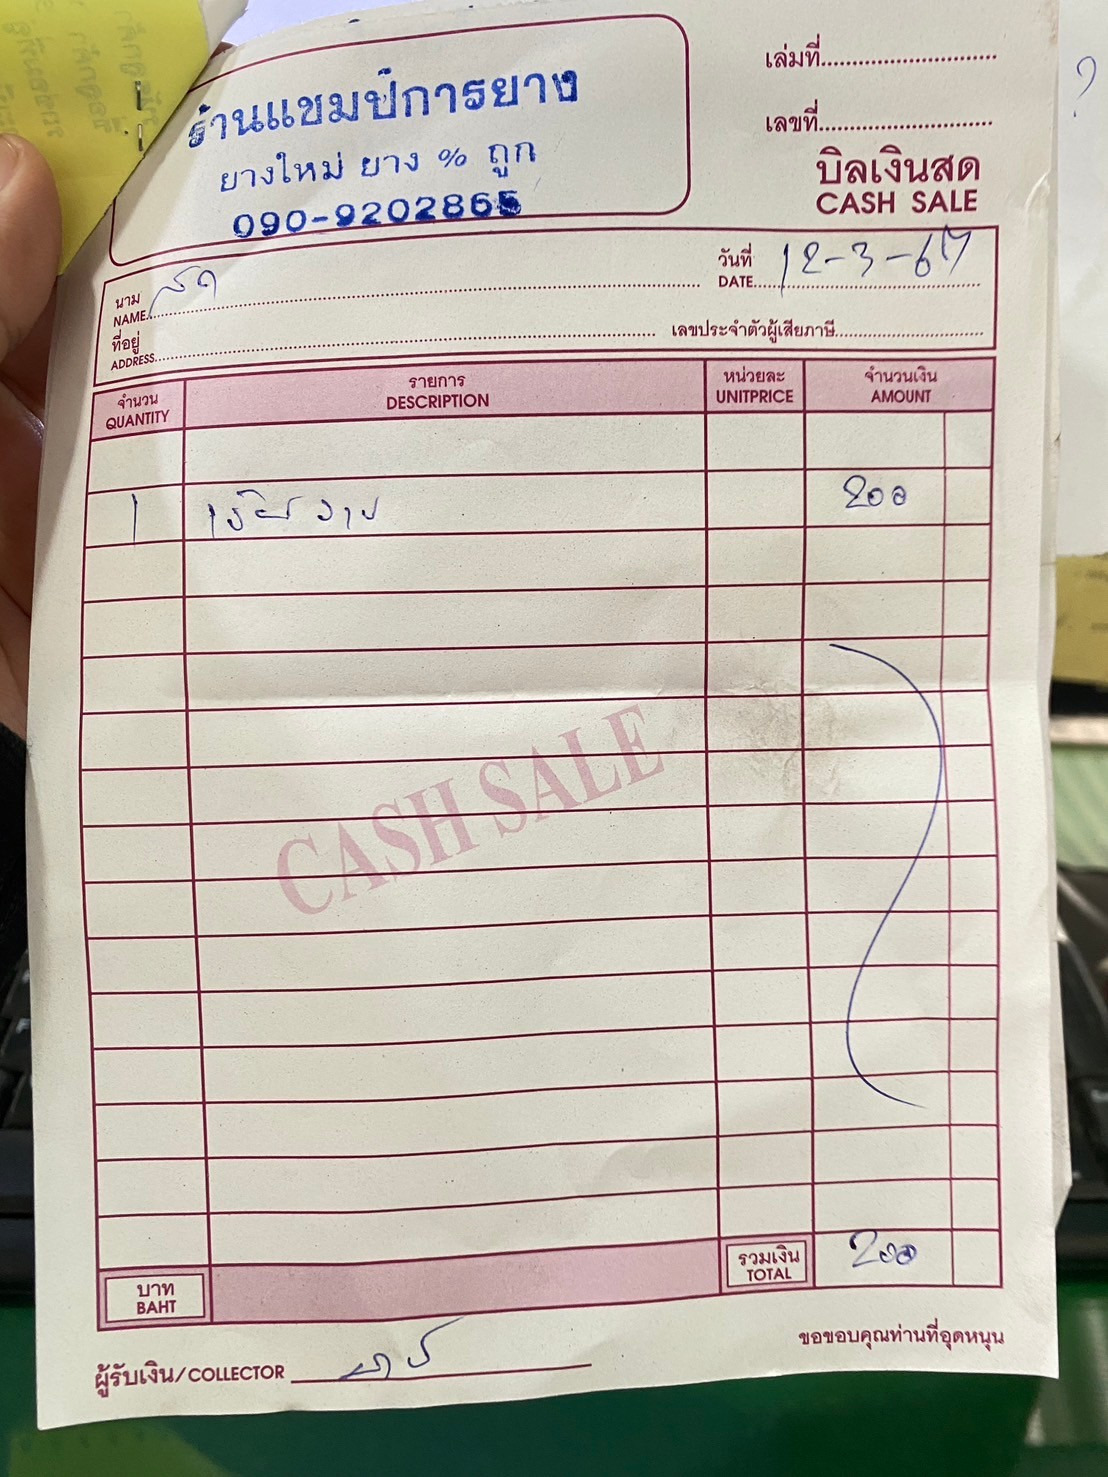 ร้านแชมป์การยาง
ยางใหม่ ยาง % ถูก
090-9202865
เล่มที่
เลขที่
บิลเงินสด
CASH SALE
นาม
NAME สด
วันที่
DATE 12-3-67
ที่อยู่
ADDRESS
เลขประจำตัวผู้เสียภาษี
จำนวน
QUANTITY
รายการ
DESCRIPTION
หน่วยละ
UNITPRICE
จำนวนเงิน
AMOUNT
1 200
CASH SALE
บาท
BAHT
รวมเงิน
TOTAL 200
ขอขอบคุณท่านที่อุดหนุน
ผู้รับเงิน/COLLECTOR